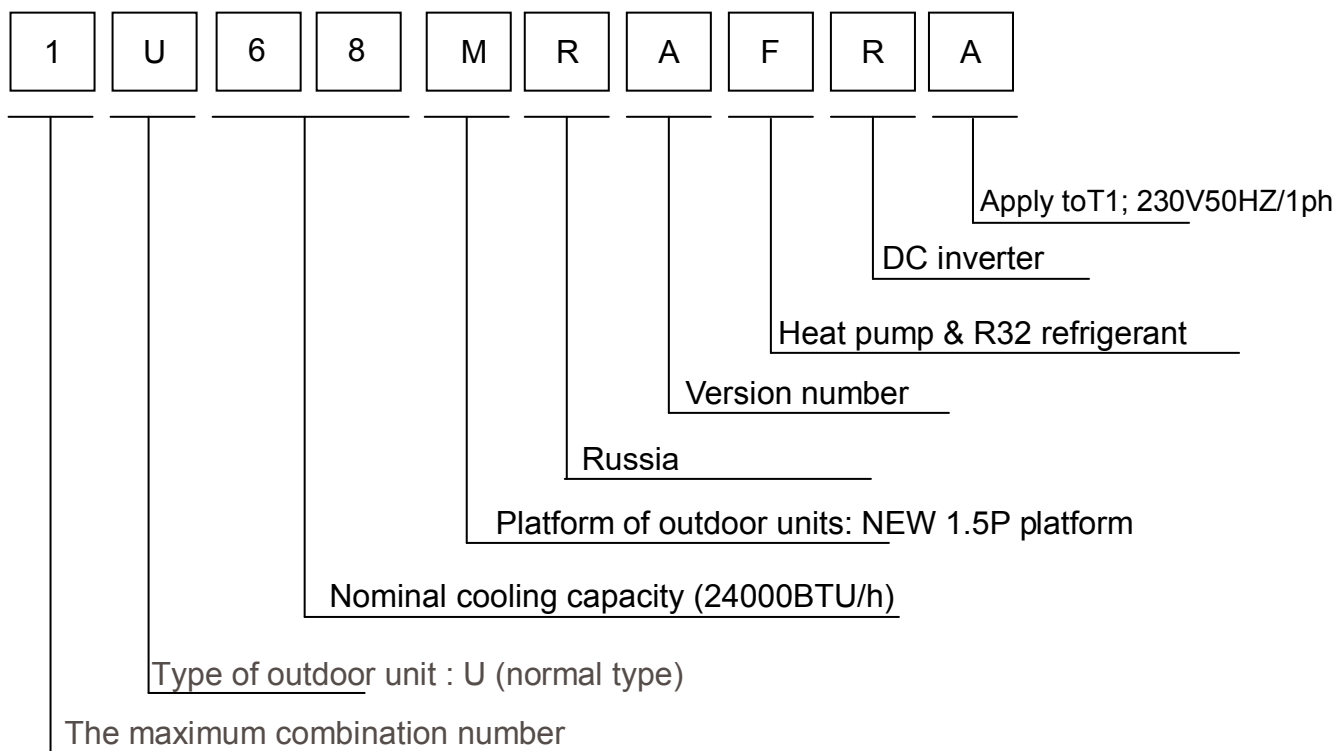 1 U 6 8 M R A F R A
Apply toT1; 230V50HZ/1ph
DC inverter
Heat pump & R32 refrigerant
Version number
Russia
Platform of outdoor units: NEW 1.5P platform
Nominal cooling capacity (24000BTU/h)
Type of outdoor unit : U (normal type)
The maximum combination number